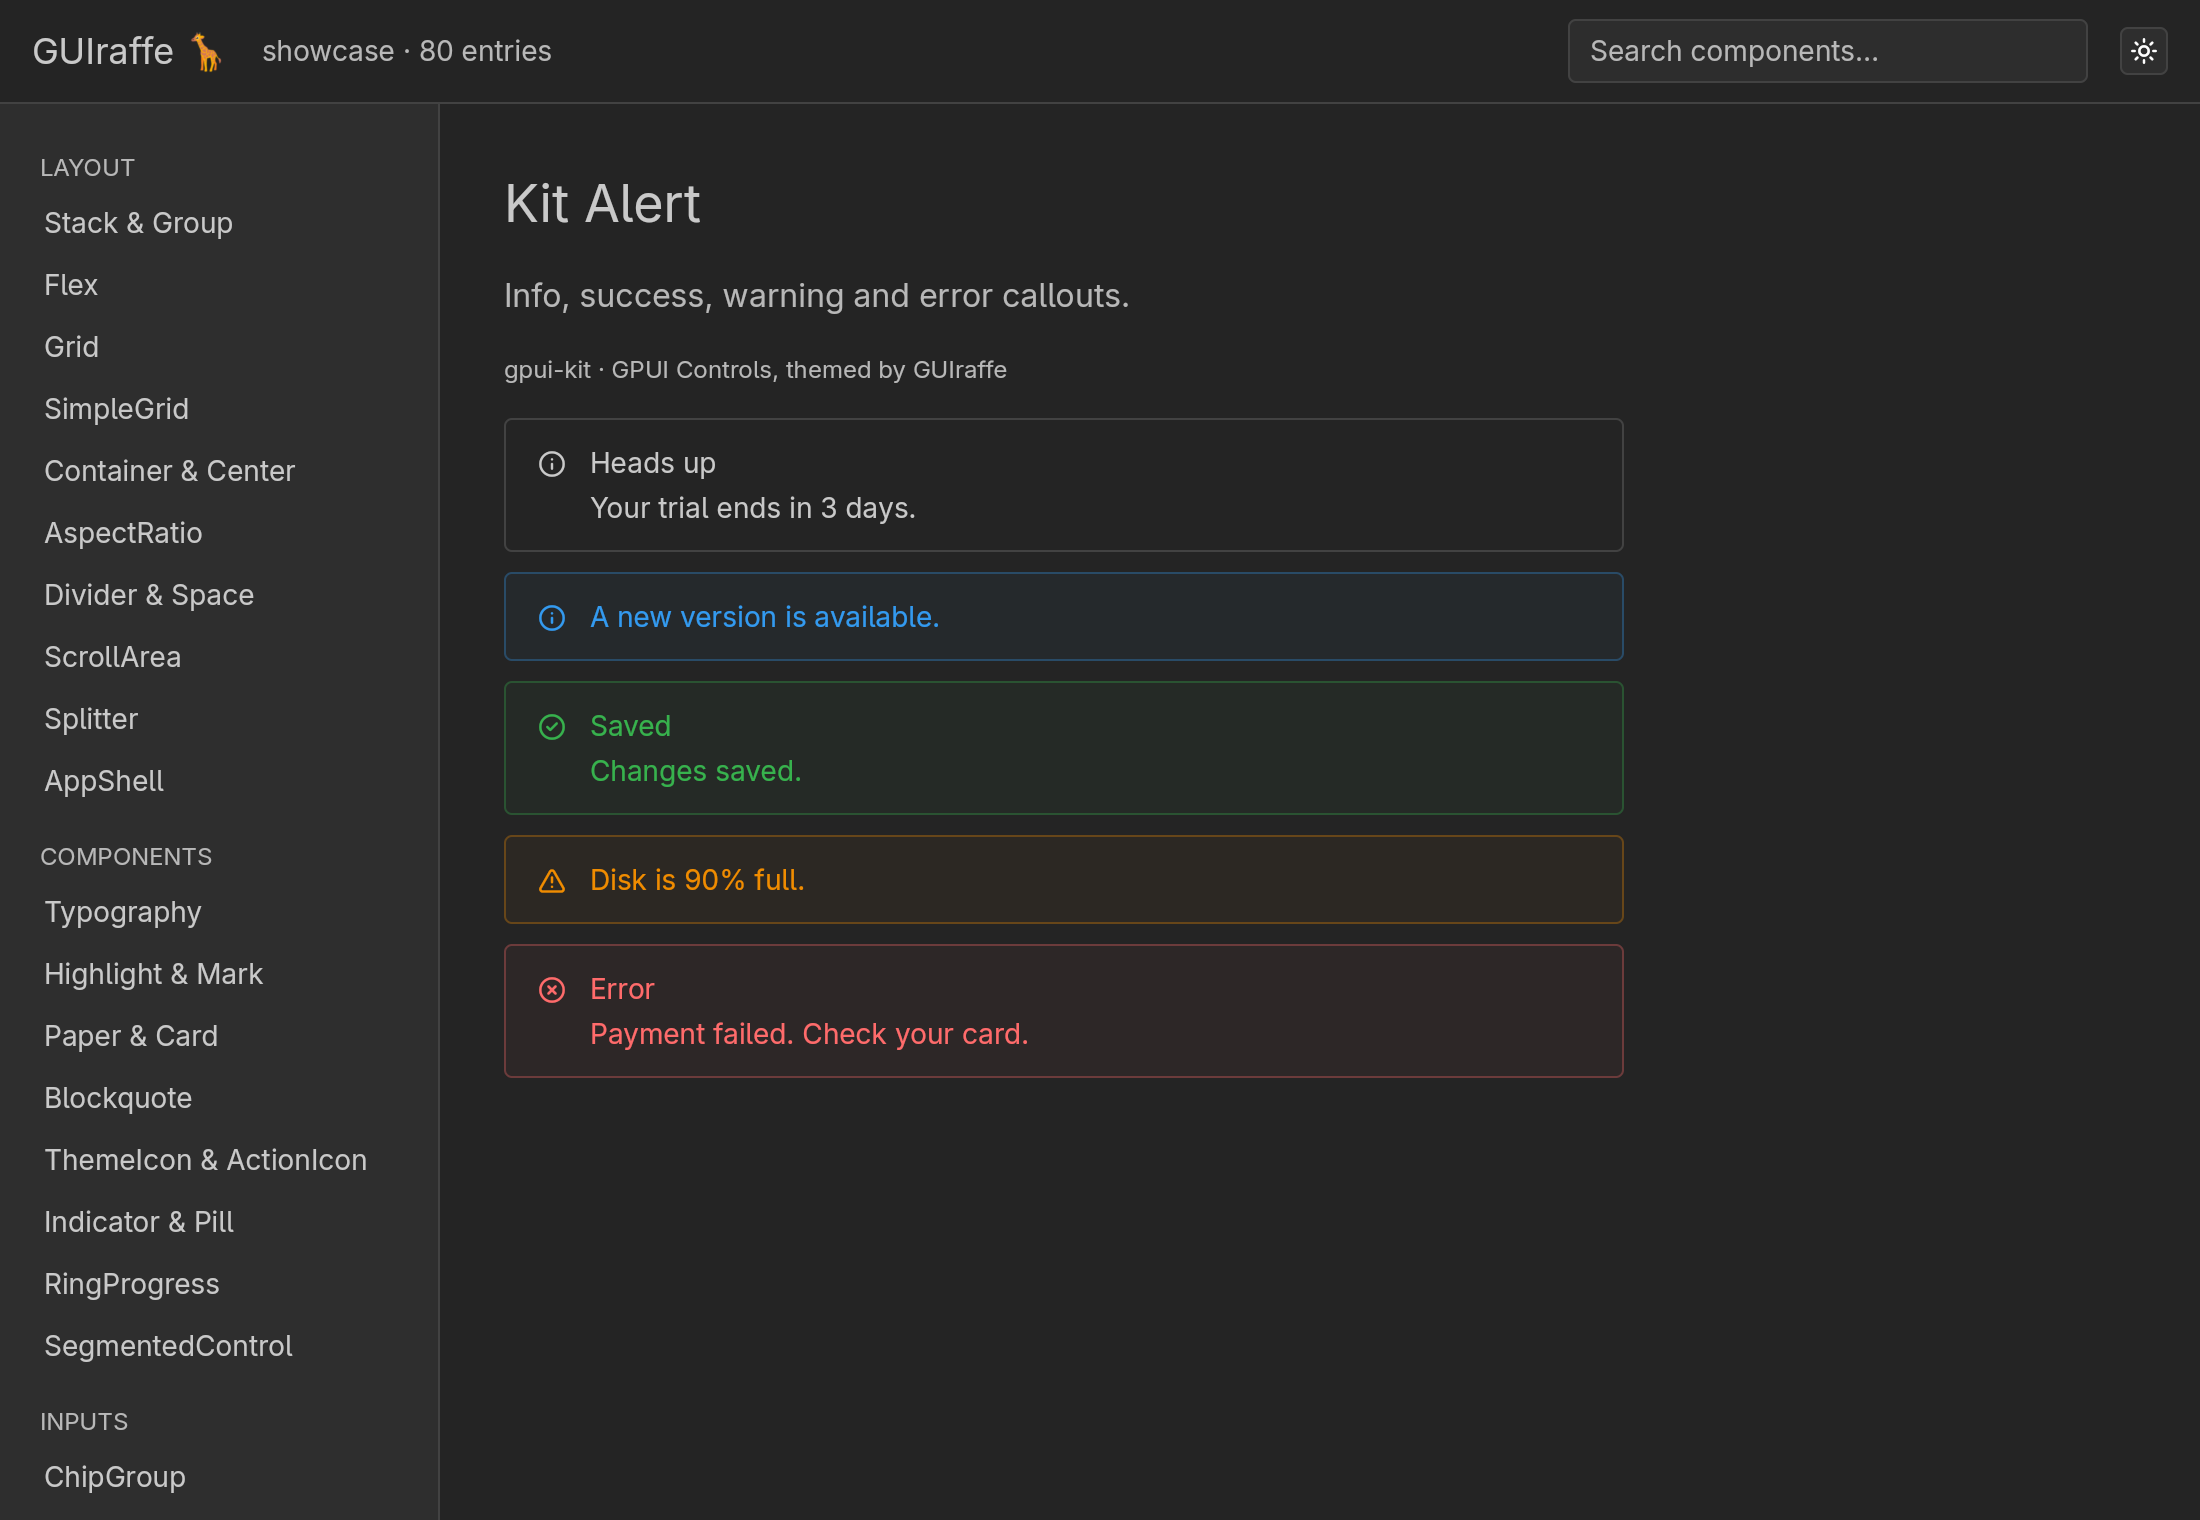 GUIraffe 🦒
showcase · 80 entries
Search components...
LAYOUT
Stack & Group
Flex
Grid
SimpleGrid
Container & Center
AspectRatio
Divider & Space
ScrollArea
Splitter
AppShell
COMPONENTS
Typography
Highlight & Mark
Paper & Card
Blockquote
ThemeIcon & ActionIcon
Indicator & Pill
RingProgress
SegmentedControl
INPUTS
ChipGroup
Kit Alert
Info, success, warning and error callouts.
gpui-kit · GPUI Controls, themed by GUIraffe
Heads up
Your trial ends in 3 days.
A new version is available.
Saved
Changes saved.
Disk is 90% full.
Error
Payment failed. Check your card.